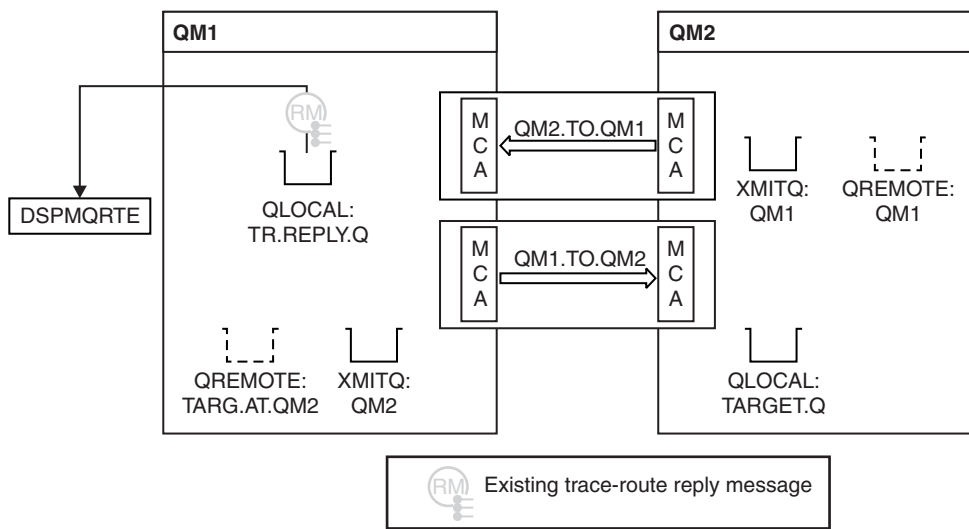 QM1
QM2
RM
M
C
A
QM2.TO.QM1
M
C
A
DSPMQRTE
QLOCAL:
TR.REPLY.Q
XMITQ:
QM1
QREMOTE:
QM1
M
C
A
QM1.TO.QM2
M
C
A
QREMOTE:
TARG.AT.QM2
XMITQ:
QM2
QLOCAL:
TARGET.Q
RM
Existing trace-route reply message